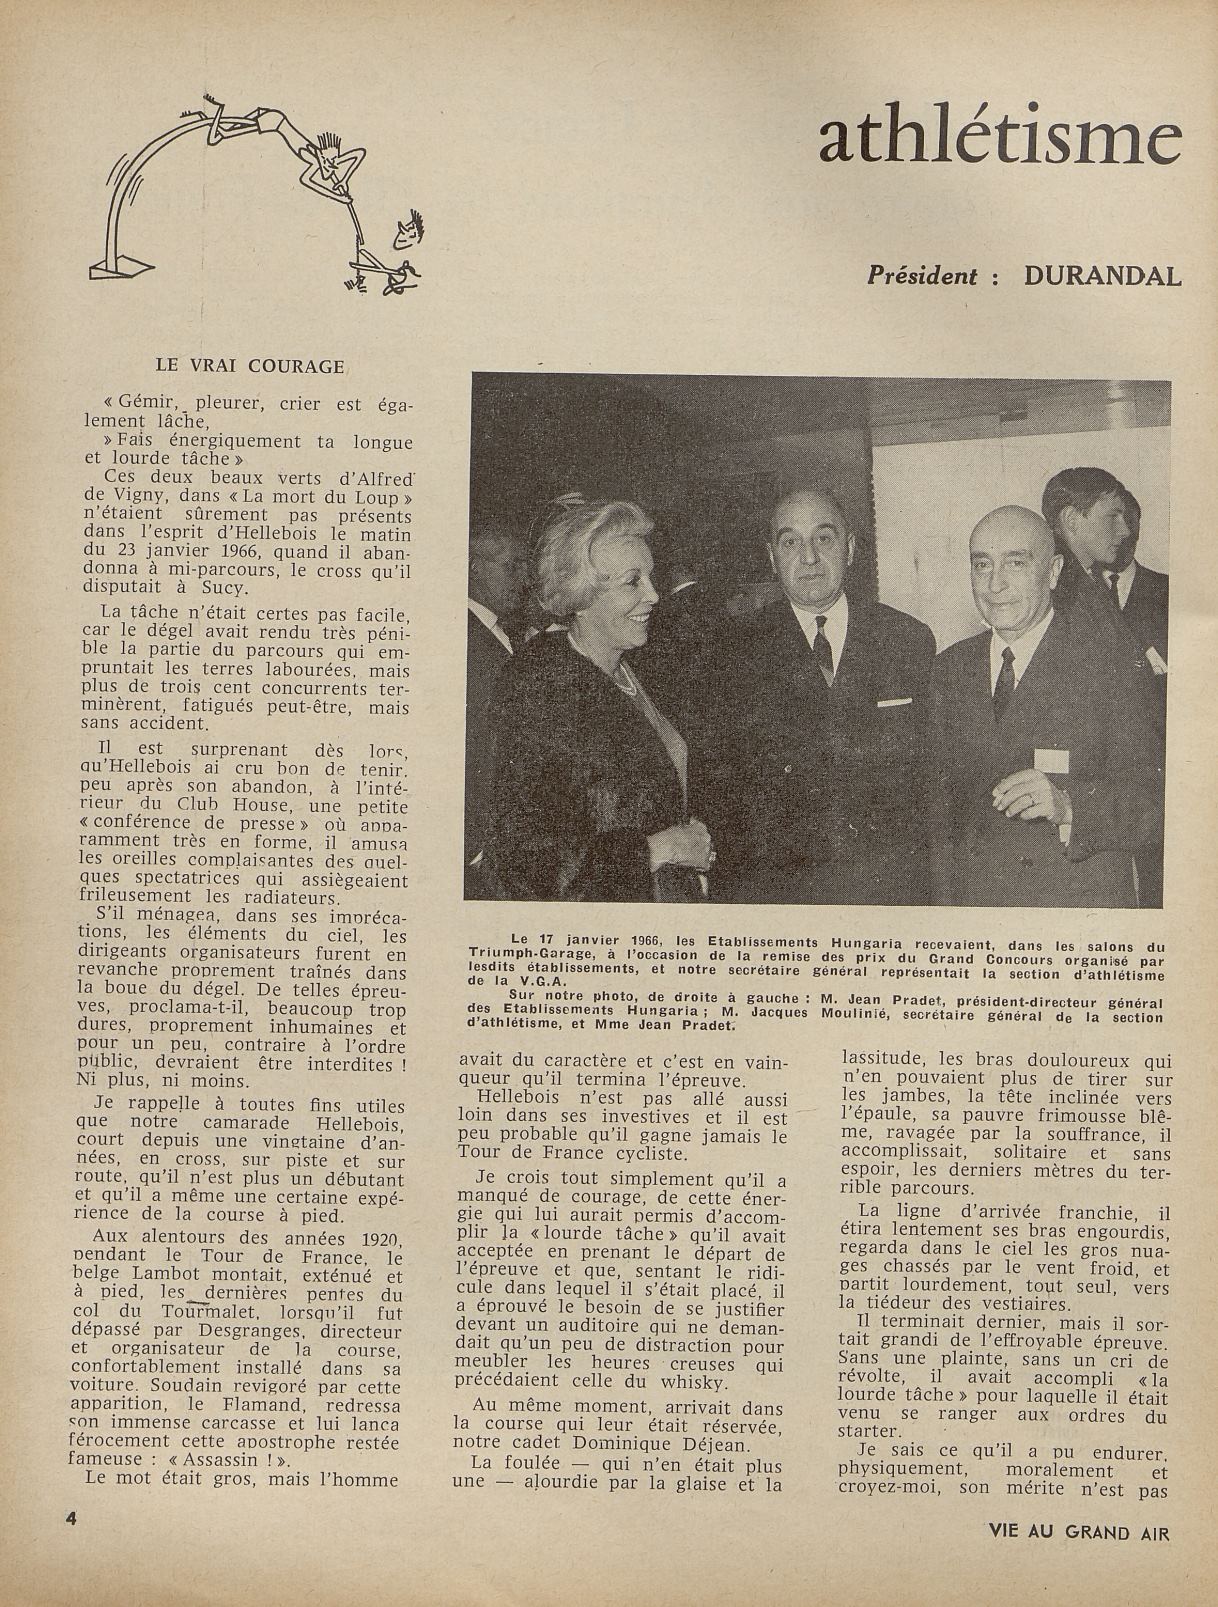 athlétisme
Président : DURANDAL
LE VRAI COURAGE
« Gémir, pleurer, crier est éga-
lement lâche,
» Fais énergiquement ta longue
et lourde tâche »
Ces deux beaux verts d'Alfred
de Vigny, dans « La mort du Loup »
n'étaient sûrement pas présents
dans l'esprit d'Hellebois le matin
du 23 janvier 1966, quand il aban-
donna à mi-parcours, le cross qu'il
disputait à Sucy.
La tâche n'était certes pas facile,
car le dégel avait rendu très péni-
ble la partie du parcours qui em-
pruntait les terres labourées, mais
plus de trois cent concurrents ter-
minèrent, fatigués peut-être, mais
sans accident.
Il est surprenant dès lors,
qu'Hellebois ai cru bon de tenir.
peu après son abandon, à l'inté-
rieur du Club House, une petite
« conférence de presse » où appa-
ramment très en forme, il amusa
les oreilles complaisantes des quel-
ques spectatrices qui assiègeaient
frileusement les radiateurs.
S'il ménagea, dans ses impréca-
tions, les éléments du ciel, les
dirigeants organisateurs furent en
revanche proprement traînés dans
la boue du dégel. De telles épreu-
ves, proclama-t-il, beaucoup trop
dures, proprement inhumaines et
pour un peu, contraire à l'ordre
public, devraient être interdites !
Ni plus, ni moins.
Je rappelle à toutes fins utiles
que notre camarade Hellebois,
court depuis une vingtaine d'an-
nées, en cross, sur piste et sur
route, qu'il n'est plus un débutant
et qu'il a même une certaine expé-
rience de la course à pied.
Aux alentours des années 1920,
pendant le Tour de France, le
belge Lambot montait, exténué et
à pied, les dernières pentes du
col du Tourmalet, lorsqu'il fut
dépassé par Desgranges, directeur
et organisateur de la course,
confortablement installé dans sa
voiture. Soudain revigoré par cette
apparition, le Flamand, redressa
son immense carcasse et lui lança
férocement cette apostrophe restée
fameuse : « Assassin ! ».
Le mot était gros, mais l'homme
Le 17 janvier 1966, les Etablissements Hungaria recevaient, dans les salons du
Triumph-Garage, à l'occasion de la remise des prix du Grand Concours organisé par
lesdits établissements, et notre secrétaire général représentait la section d'athlétisme
de la V.G.A.
Sur notre photo, de droite à gauche : M. Jean Pradet, président-directeur général
des Etablissements Hungaria ; M. Jacques Moulinié, secrétaire général de la section
d'athlétisme, et Mme Jean Pradet.
avait du caractère et c'est en vain-
queur qu'il termina l'épreuve.
Hellebois n'est pas allé aussi
loin dans ses investives et il est
peu probable qu'il gagne jamais le
Tour de France cycliste.
Je crois tout simplement qu'il a
manqué de courage, de cette éner-
gie qui lui aurait permis d'accom-
plir la « lourde tâche » qu'il avait
acceptée en prenant le départ de
l'épreuve et que, sentant le ridi-
cule dans lequel il s'était placé, il
a éprouvé le besoin de se justifier
devant un auditoire qui ne deman-
dait qu'un peu de distraction pour
meubler les heures creuses qui
précédaient celle du whisky.
Au même moment, arrivait dans
la course qui leur était réservée,
notre cadet Dominique Déjean.
La foulée — qui n'en était plus
une — alourdie par la glaise et la
lassitude, les bras douloureux qui
n'en pouvaient plus de tirer sur
les jambes, la tête inclinée vers
l'épaule, sa pauvre frimousse blê-
me, ravagée par la souffrance, il
accomplissait, solitaire et sans
espoir, les derniers mètres du ter-
rible parcours.
La ligne d'arrivée franchie, il
étira lentement ses bras engourdis,
regarda dans le ciel les gros nua-
ges chassés par le vent froid, et
partit lourdement, tout seul, vers
la tiédeur des vestiaires.
Il terminait dernier, mais il sor-
tait grandi de l'effroyable épreuve.
Sans une plainte, sans un cri de
révolte, il avait accompli « la
lourde tâche » pour laquelle il était
venu se ranger aux ordres du
starter.
Je sais ce qu'il a pu endurer,
physiquement, moralement et
croyez-moi, son mérite n'est pas
4
VIE AU GRAND AIR